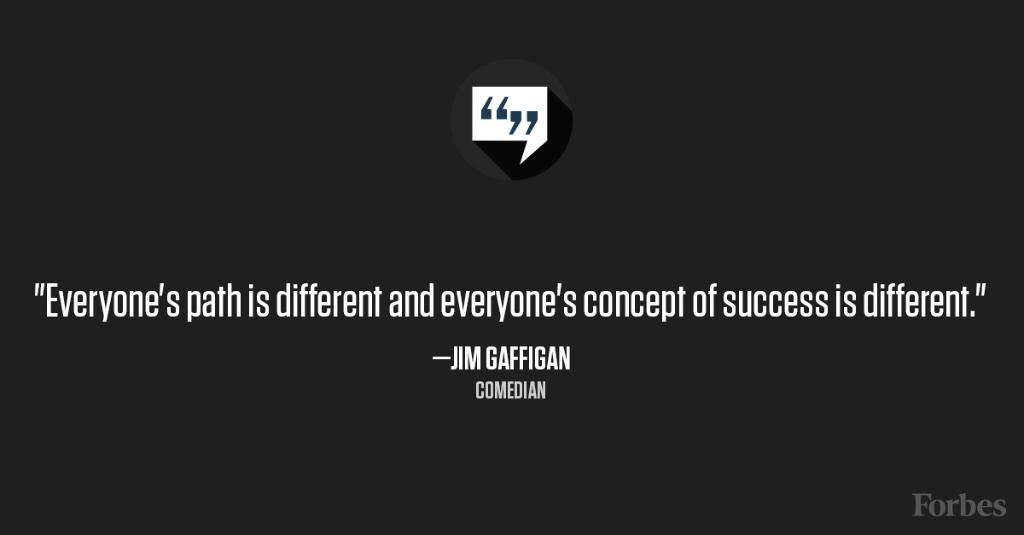 "Everyone's path is different and everyone's concept of success is different."
—JIM GAFFIGAN
COMEDIAN
Forbes